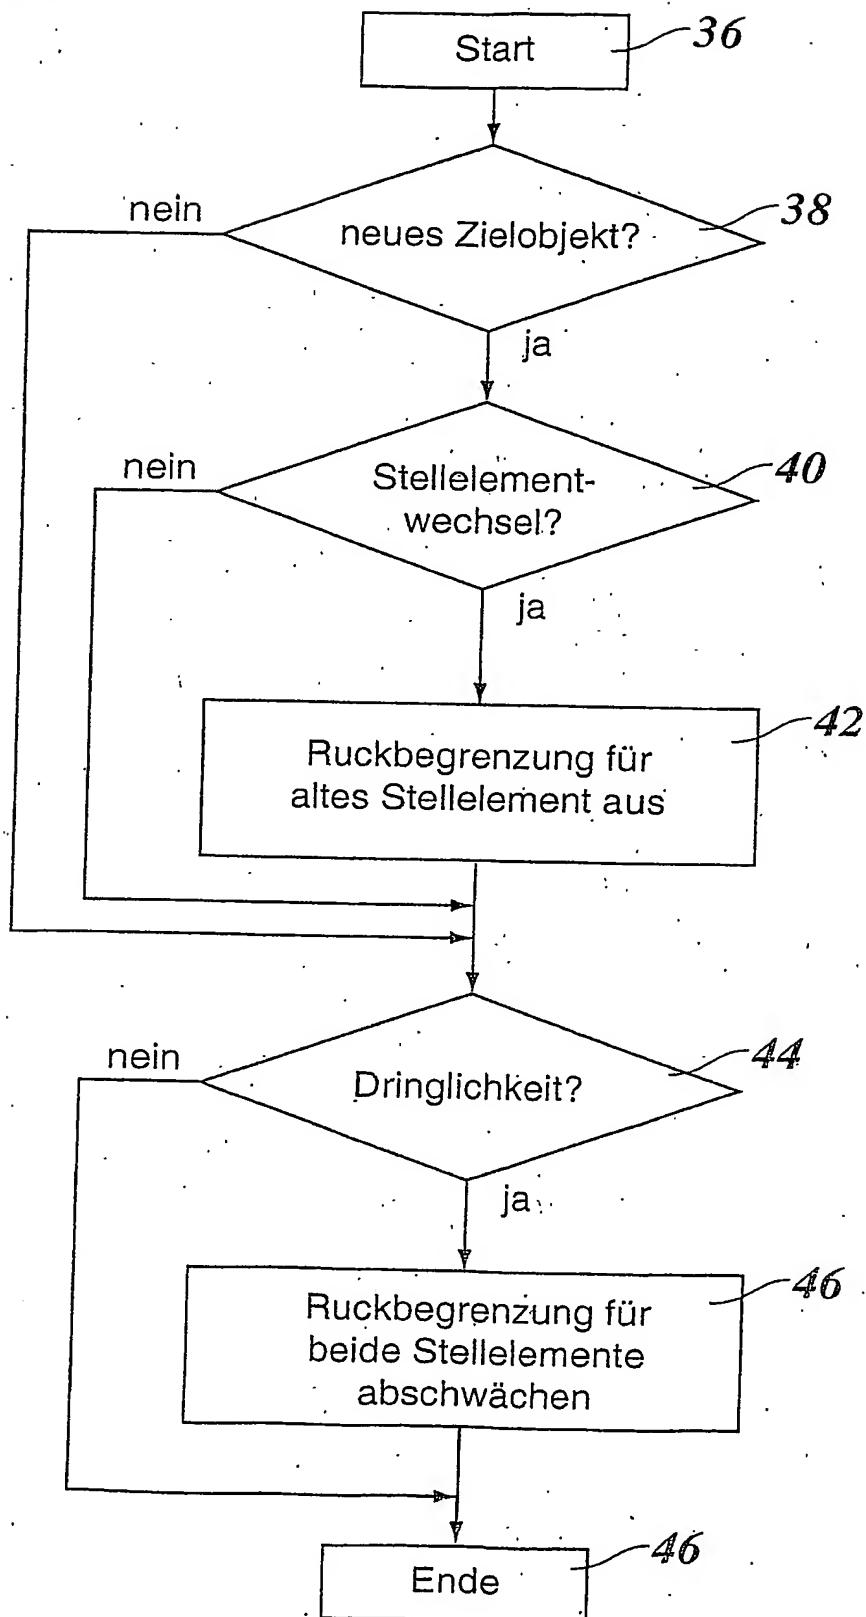 Start
36
nein
neues Zielobjekt?
38
ja
nein
Stellelement-
wechsel?
40
ja
42
Ruckbegrenzung für
altes Stellelement aus
nein
Dringlichkeit?
44
ja
46
Ruckbegrenzung für
beide Stellelemente
abschwächen
46
Ende